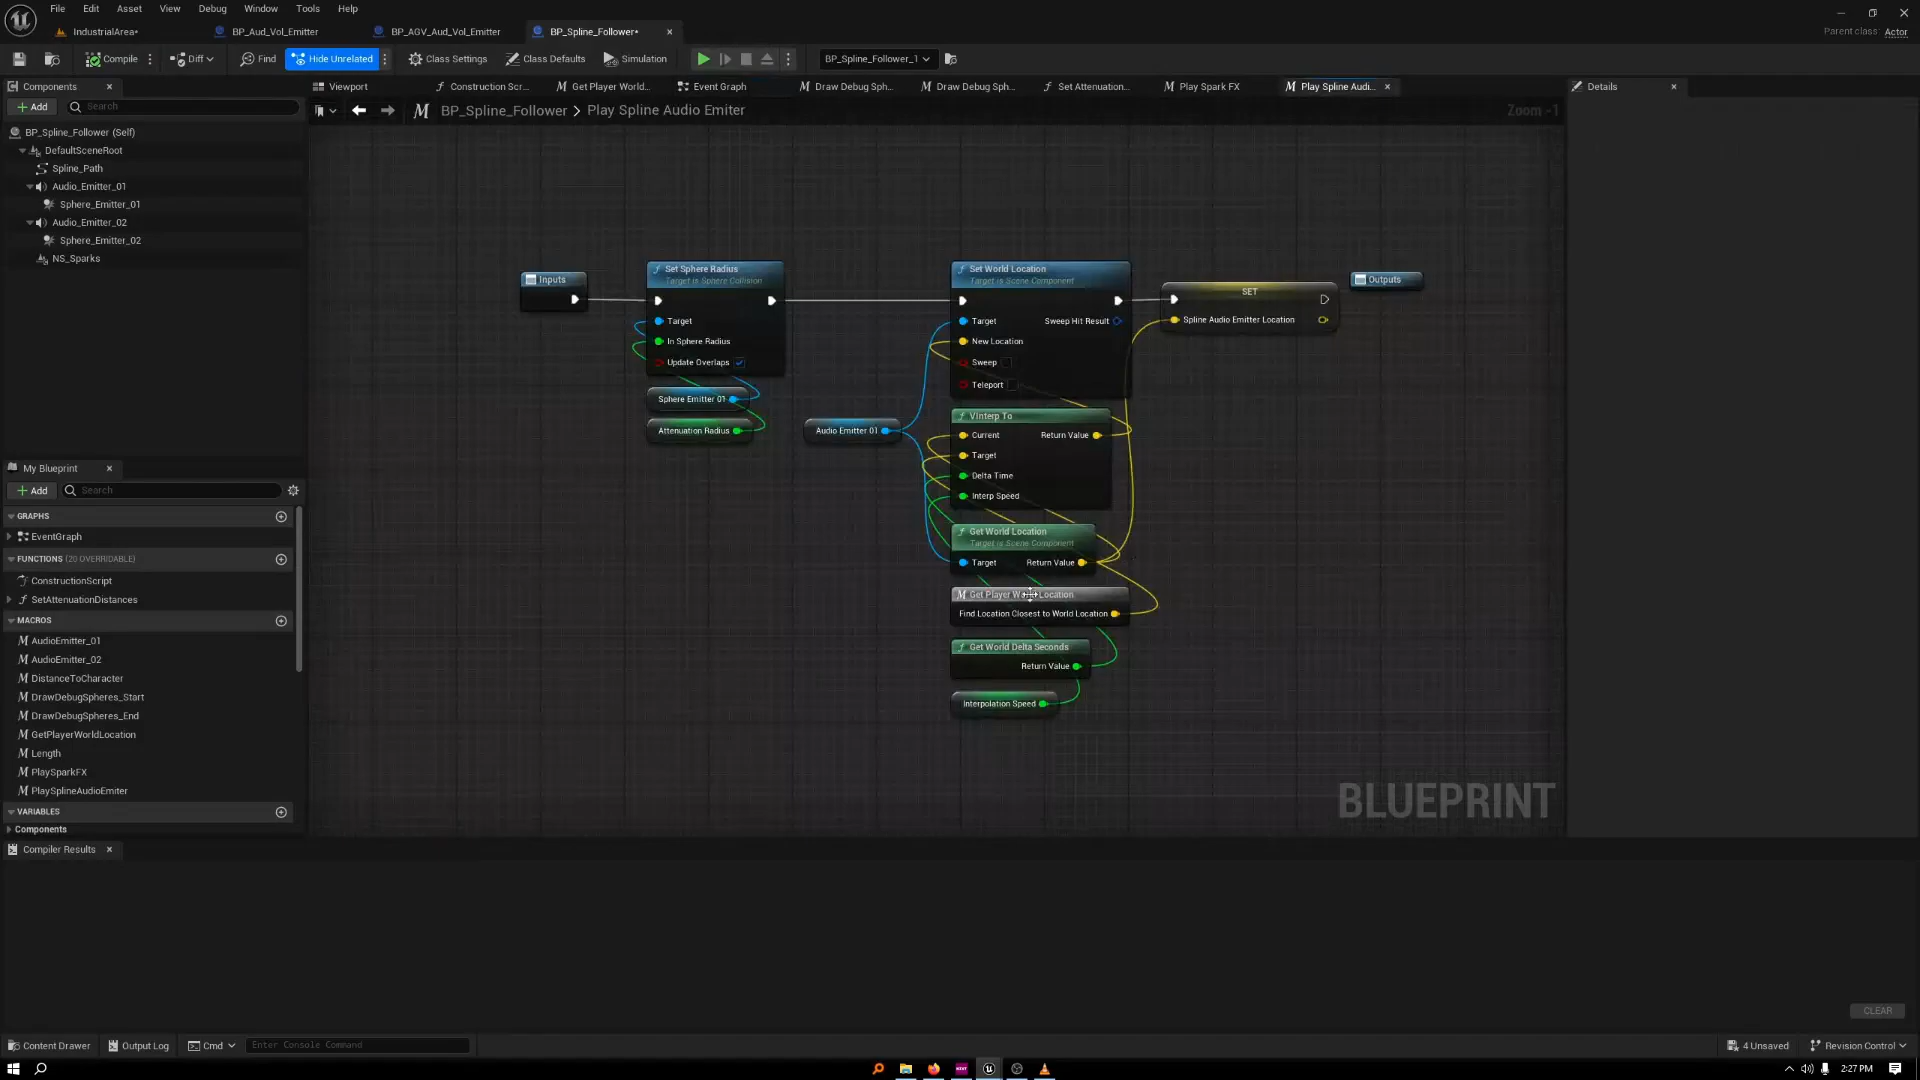 File Edit Asset View Debug Window Tools Help
IndustrialArea* BP_Aud_Vol_Emitter BP_AGV_Aud_Vol_Emitter BP_Spline_Follower*
Parent class: Actor
Compile Diff Find Hide Unrelated Class Settings Class Defaults Simulation BP_Spline_Follower_1
Components
Viewport Construction Scr... Get Player World... Event Graph Draw Debug Sph... Draw Debug Sph... Set Attenuation... Play Spark FX Play Spline Audi... Details
Add Search
BP_Spline_Follower > Play Spline Audio Emiter
Zoom -1
BP_Spline_Follower (Self)
DefaultSceneRoot
Spline_Path
Audio_Emitter_01
Sphere_Emitter_01
Audio_Emitter_02
Sphere_Emitter_02
NS_Sparks
Inputs
Set Sphere Radius
Target is Sphere Collision
Target
In Sphere Radius
Update Overlaps
Sphere Emitter 01
Attenuation Radius
Audio Emitter 01
Set World Location
Target is Scene Component
Target Sweep Hit Result
New Location
Sweep
Teleport
SET
Spline Audio Emitter Location
Outputs
VInterp To
Current Return Value
Target
Delta Time
Interp Speed
Get World Location
Target is Scene Component
Target Return Value
Find Location Closest to World Location
Get World Delta Seconds
Return Value
Interpolation Speed
BLUEPRINT
My Blueprint
Add Search
GRAPHS
EventGraph
FUNCTIONS (20 OVERRIDABLE)
ConstructionScript
SetAttenuationDistances
MACROS
AudioEmitter_01
AudioEmitter_02
DistanceToCharacter
DrawDebugSpheres_Start
DrawDebugSpheres_End
GetPlayerWorldLocation
Length
PlaySparkFX
PlaySplineAudioEmiter
VARIABLES
Components
Compiler Results
CLEAR
Content Drawer Output Log Cmd Enter Console Command 4 Unsaved Revision Control
2:27 PM